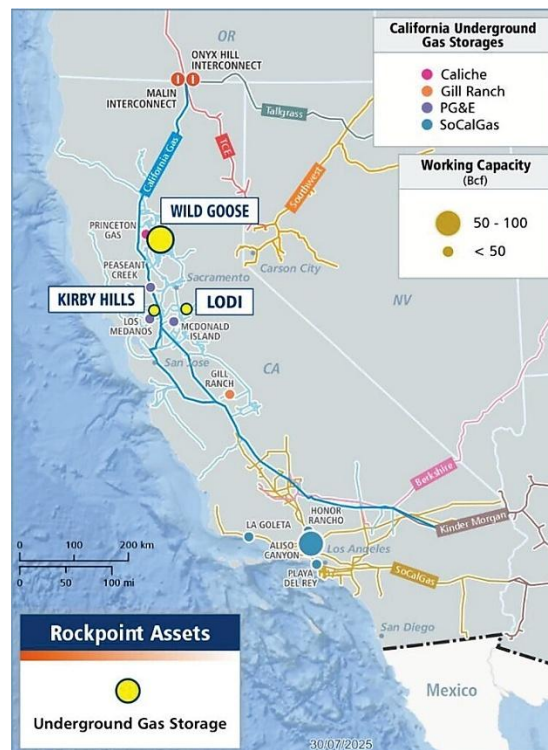 OR
ONYX HILL
INTERCONNECT
MALIN
INTERCONNECT
Tallgrass
California Gas
TCE
Southwest
WILD GOOSE
PRINCETON
GAS
PEASENT
CREEK
Sacramento
Carson City
NV
KIRBY HILLS
LODI
LOS
MEDANOS
MCDONALD
ISLAND
San Jose
GILL
RANCH
CA
Berkshire
Kinder Morgan
HONOR
RANCHO
LA GOLETA
ALISO
CANYON
Los Angeles
PLAYA
DEL REY
SoCalGas
San Diego
Mexico
California Underground
Gas Storages
Caliche
Gill Ranch
PG&E
SoCalGas
Working Capacity
(Bcf)
50 - 100
< 50
0 100 200 km
0 50 100 mi
Rockpoint Assets
Underground Gas Storage
30/07/2025